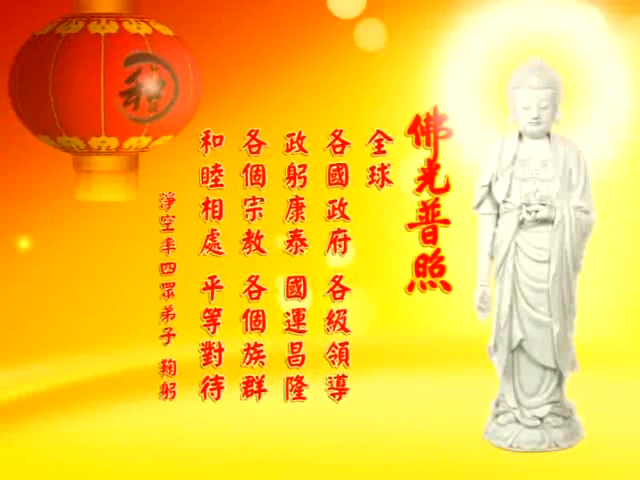 佛光普照
全球
各國政府 各級領導
政躬康泰 國運昌隆
各個宗教 各個族群
和睦相處 平等對待
淨空率四眾弟子 鞠躬